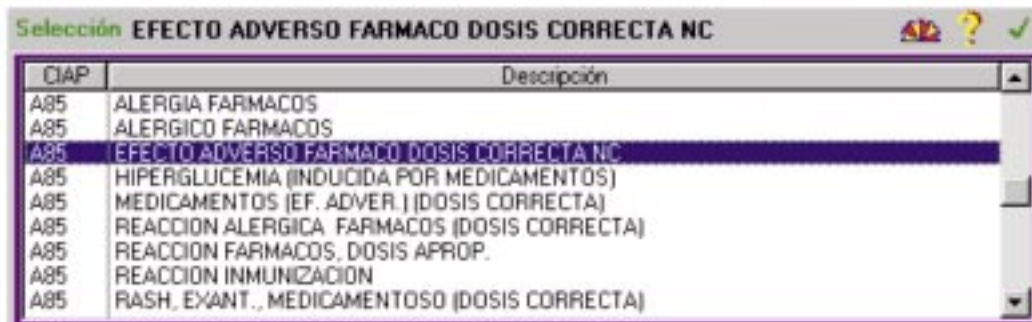 Selección EFECTO ADVERSO FARMACO DOSIS CORRECTA NC
CIAP Descripción
A85 ALERGIA FARMACOS
A85 ALERGICO FARMACOS
A85 EFECTO ADVERSO FARMACO DOSIS CORRECTA NC
A85 HIPERGLUCEMIA (INDUCIDA POR MEDICAMENTOS)
A85 MEDICAMENTOS (EF. ADVER.) (DOSIS CORRECTA)
A85 REACCION ALERGICA FARMACOS (DOSIS CORRECTA)
A85 REACCION FARMACOS, DOSIS APROP.
A85 REACCION INMUNIZACION
A85 RASH, EXANT., MEDICAMENTOSO (DOSIS CORRECTA)